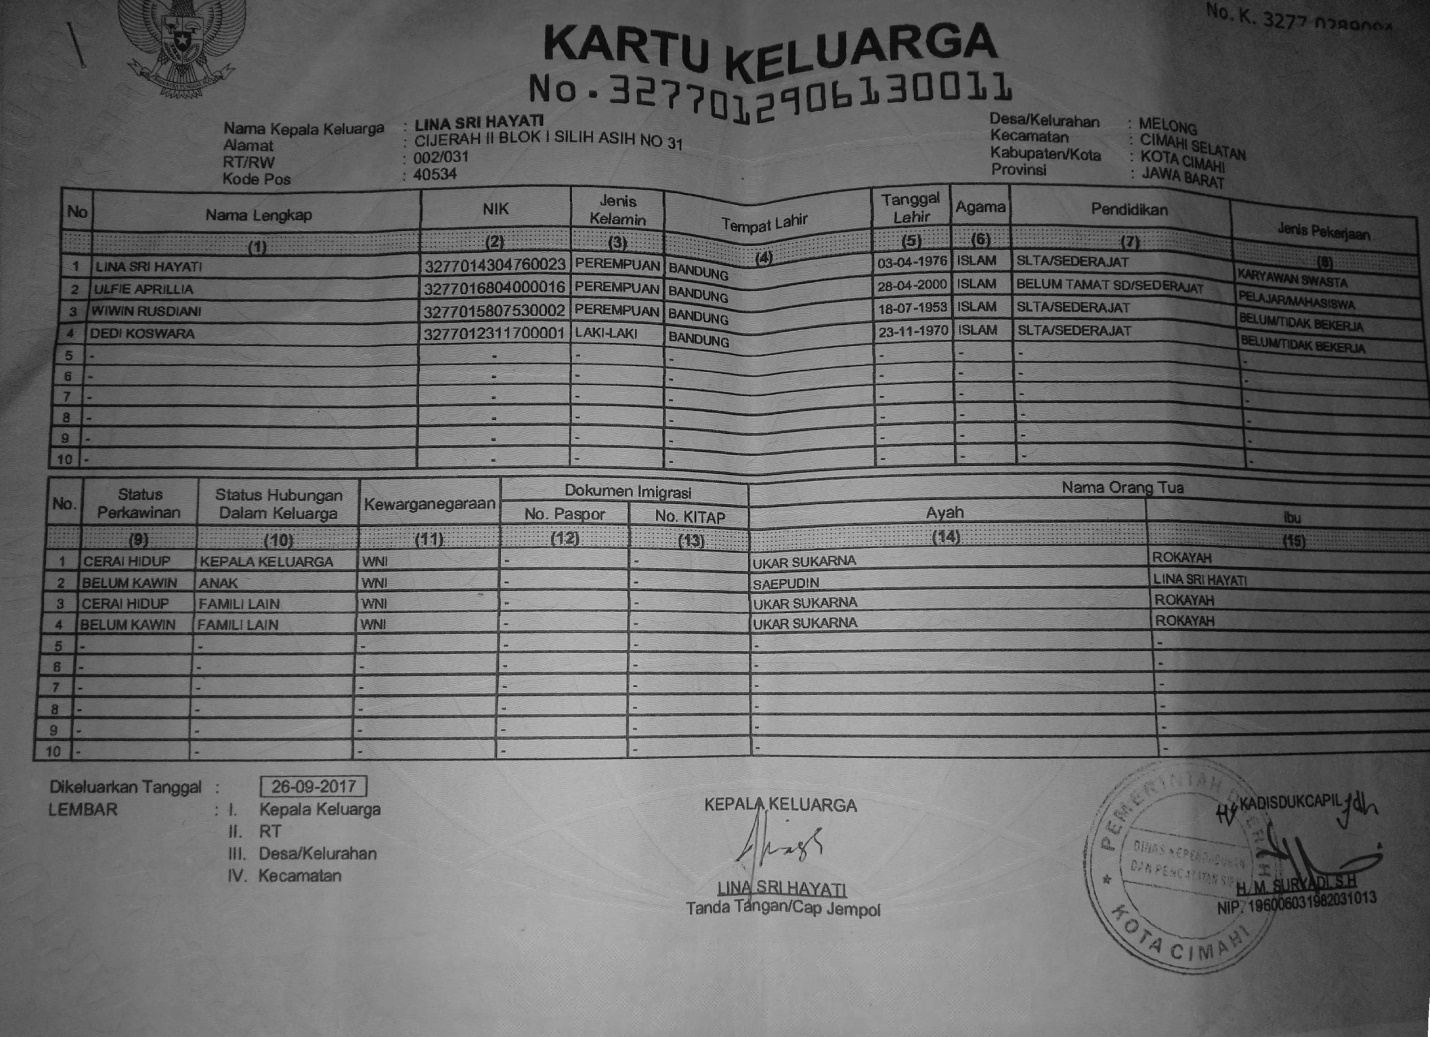 No. K. 3277
KARTU KELUARGA
No. 3277012906130011
Nama Kepala Keluarga : LINA SRI HAYATI
Alamat : CIJERAH II BLOK I SILIH ASIH NO 31
RT/RW : 002/031
Kode Pos : 40534
Desa/Kelurahan : MELONG
Kecamatan : CIMAHI SELATAN
Kabupaten/Kota : KOTA CIMAHI
Provinsi : JAWA BARAT
No Nama Lengkap NIK Jenis Kelamin Tempat Lahir Tanggal Lahir Agama Pendidikan Jenis Pekerjaan
(1) (2) (3) (4) (5) (6) (7) (8)
1 LINA SRI HAYATI 3277014304760023 PEREMPUAN BANDUNG 03-04-1976 ISLAM SLTA/SEDERAJAT KARYAWAN SWASTA
2 ULFIE APRILLIA 3277016804000016 PEREMPUAN BANDUNG 28-04-2000 ISLAM BELUM TAMAT SD/SEDERAJAT PELAJAR/MAHASISWA
3 WIWIN RUSDIANI 3277015807530002 PEREMPUAN BANDUNG 18-07-1953 ISLAM SLTA/SEDERAJAT BELUM/TIDAK BEKERJA
4 DEDI KOSWARA 3277012311700001 LAKI-LAKI BANDUNG 23-11-1970 ISLAM SLTA/SEDERAJAT BELUM/TIDAK BEKERJA
5 - - - - - - - -
6 - - - - - - - -
7 - - - - - - - -
8 - - - - - - - -
9 - - - - - - - -
10 - - - - - - - -
No. Status Perkawinan Status Hubungan Dalam Keluarga Kewarganegaraan Dokumen Imigrasi Nama Orang Tua
No. Paspor No. KITAP Ayah Ibu
(9) (10) (11) (12) (13) (14) (15)
1 CERAI HIDUP KEPALA KELUARGA WNI - - UKAR SUKARNA ROKAYAH
2 BELUM KAWIN ANAK WNI - - SAEPUDIN LINA SRI HAYATI
3 CERAI HIDUP FAMILI LAIN WNI - - UKAR SUKARNA ROKAYAH
4 BELUM KAWIN FAMILI LAIN WNI - - UKAR SUKARNA ROKAYAH
5 - - - - - - -
6 - - - - - - -
7 - - - - - - -
8 - - - - - - -
9 - - - - - - -
10 - - - - - - -
Dikeluarkan Tanggal : 26-09-2017
LEMBAR : I. Kepala Keluarga
II. RT
III. Desa/Kelurahan
IV. Kecamatan
KEPALA KELUARGA
LINA SRI HAYATI
Tanda Tangan/Cap Jempol
KADISDUKCAPIL
PEMERINTAH DAERAH
DINAS KEPENDUDUKAN
DAN PENCATATAN SIPIL
KOTA CIMAHI
H. M. SURYADI, S.H
NIP. 196006031982031013